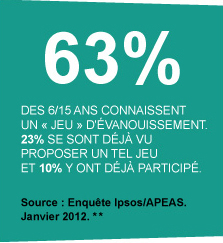 63%
DES 6/15 ANS CONNAISSENT
UN « JEU » D'ÉVANOUISSEMENT.
23% SE SONT DÉJÀ VU
PROPOSER UN TEL JEU
ET 10% Y ONT DÉJÀ PARTICIPÉ.
Source : Enquête Ipsos/APEAS.
Janvier 2012. **